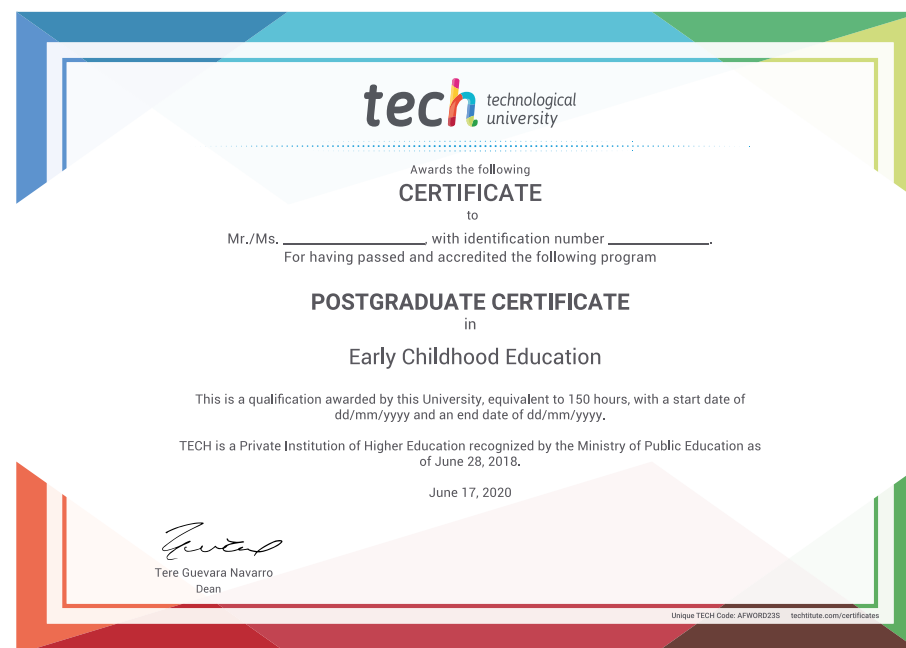 tech technological
university
Awards the following
CERTIFICATE
to
Mr./Ms. ____________________, with identification number ______________.
For having passed and accredited the following program
POSTGRADUATE CERTIFICATE
in
Early Childhood Education
This is a qualification awarded by this University, equivalent to 150 hours, with a start date of
dd/mm/yyyy and an end date of dd/mm/yyyy.
TECH is a Private Institution of Higher Education recognized by the Ministry of Public Education as
of June 28, 2018.
June 17, 2020
Tere Guevara Navarro
Dean
Unique TECH Code: AFWORD23S techtitute.com/certificates